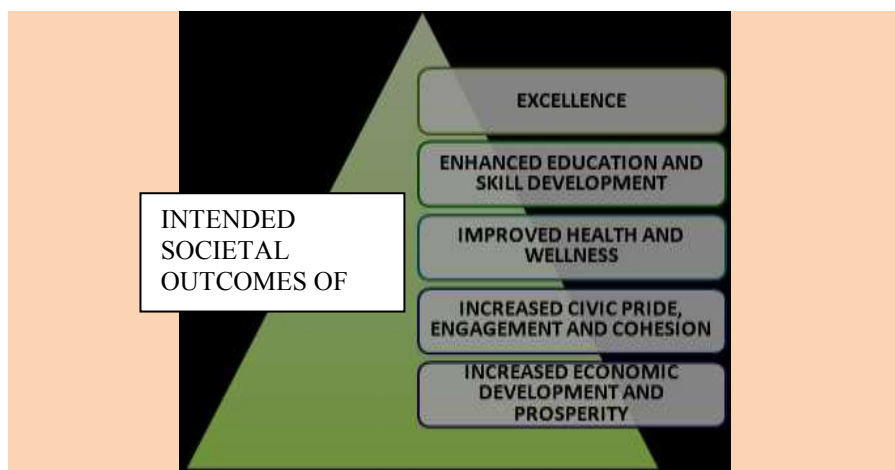 EXCELLENCE
ENHANCED EDUCATION AND
SKILL DEVELOPMENT
INTENDED
SOCIETAL
OUTCOMES OF
IMPROVED HEALTH AND
WELLNESS
INCREASED CIVIC PRIDE,
ENGAGEMENT AND COHESION
INCREASED ECONOMIC
DEVELOPMENT AND
PROSPERITY